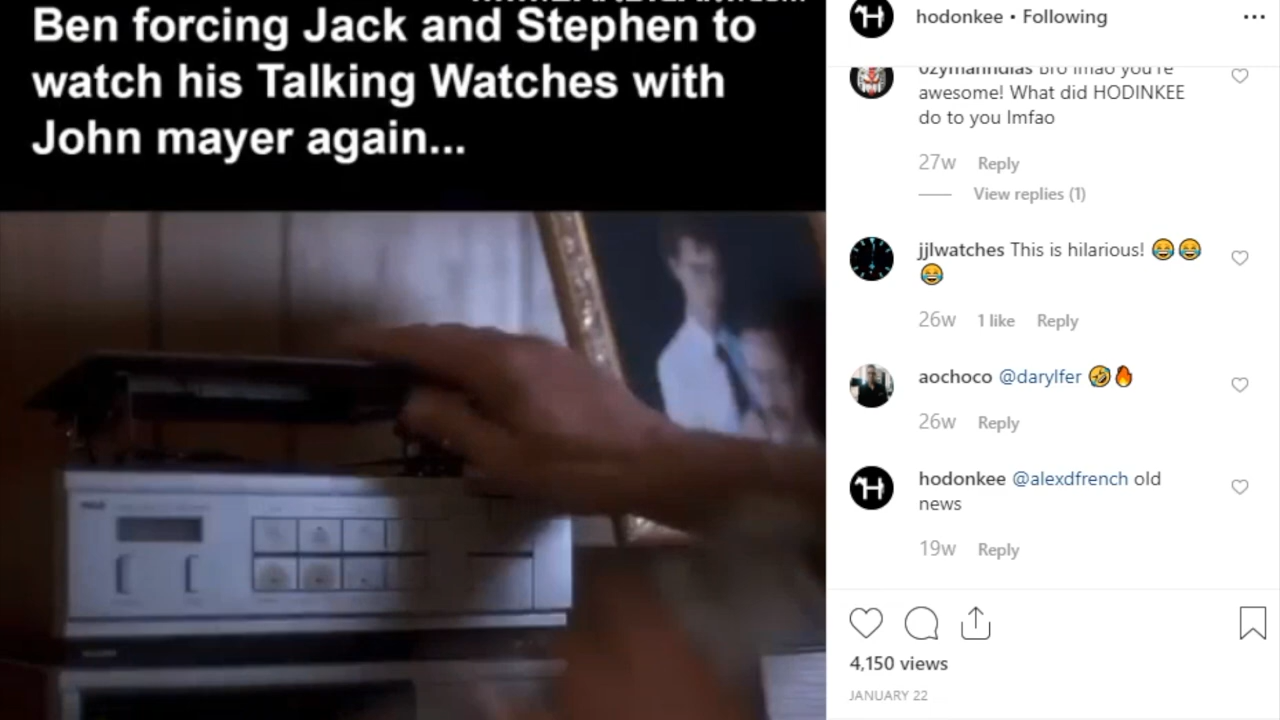 Ben forcing Jack and Stephen to
watch his Talking Watches with
John mayer again...
RCA
hodonkee • Following
bro lmao you're
awesome! What did HODINKEE
do to you lmfao
27w Reply
View replies (1)
jjlwatches This is hilarious! 😂😂
😂
26w 1 like Reply
aochoco @darylfer 🤣🔥
26w Reply
hodonkee @alexdfrench old
news
19w Reply
4,150 views
JANUARY 22